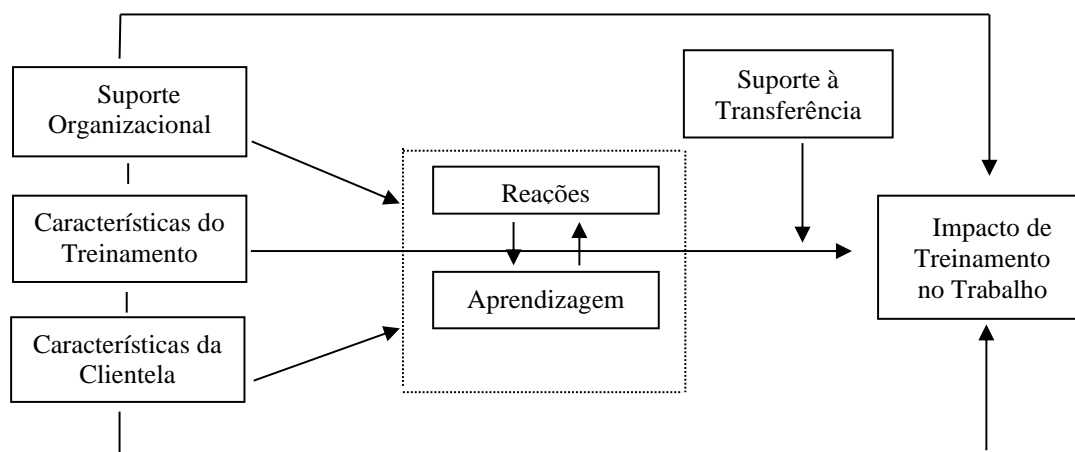 Suporte
Organizacional
Suporte à
Transferência
Reações
Características do
Treinamento
Impacto de
Treinamento
no Trabalho
Aprendizagem
Características da
Clientela